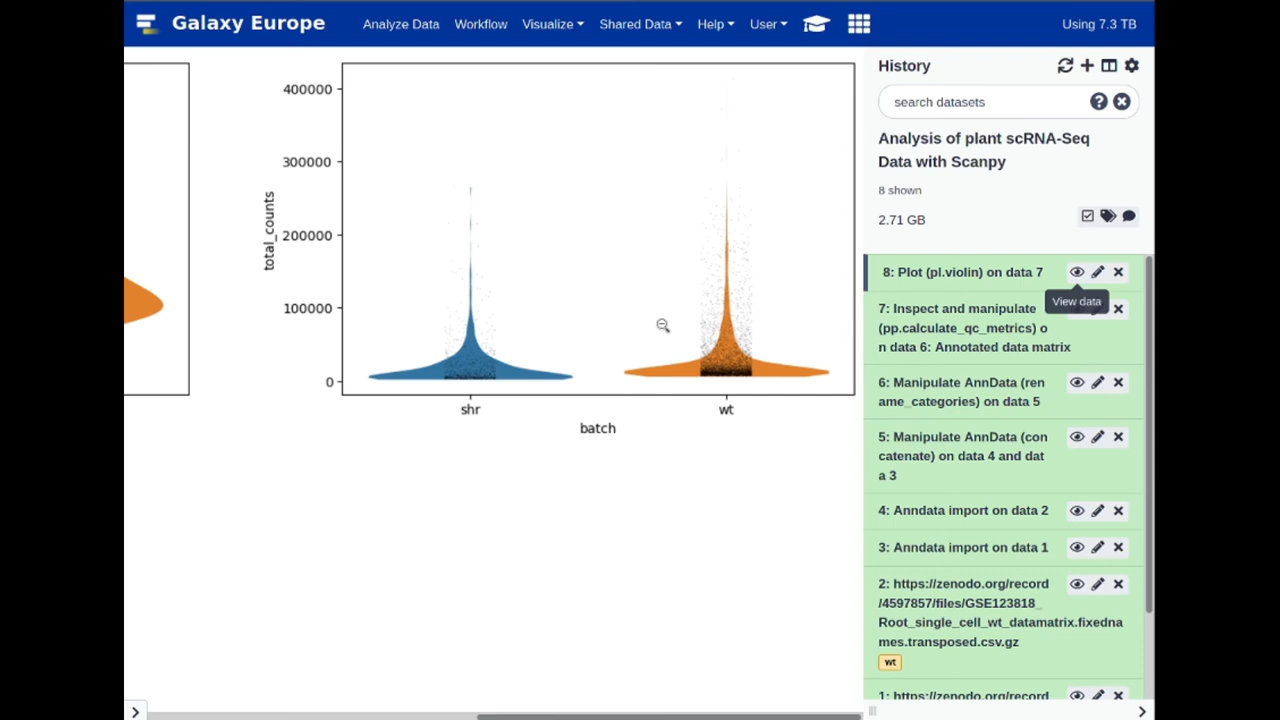 Galaxy Europe
Analyze Data Workflow Visualize Shared Data Help User
Using 7.3 TB
400000
300000
200000
100000
0
total_counts
shr
wt
batch
History
search datasets
Analysis of plant scRNA-Seq
Data with Scanpy
8 shown
2.71 GB
8: Plot (pl.violin) on data 7
View data
7: Inspect and manipulate
(pp.calculate_qc_metrics) o
n data 6: Annotated data matrix
6: Manipulate AnnData (ren
ame_categories) on data 5
5: Manipulate AnnData (con
catenate) on data 4 and dat
a 3
4: Anndata import on data 2
3: Anndata import on data 1
2: https://zenodo.org/record
/4597857/files/GSE123818_
Root_single_cell_wt_datamatrix.fixedna
mes.transposed.csv.gz
wt
1: https://zenodo.org/record